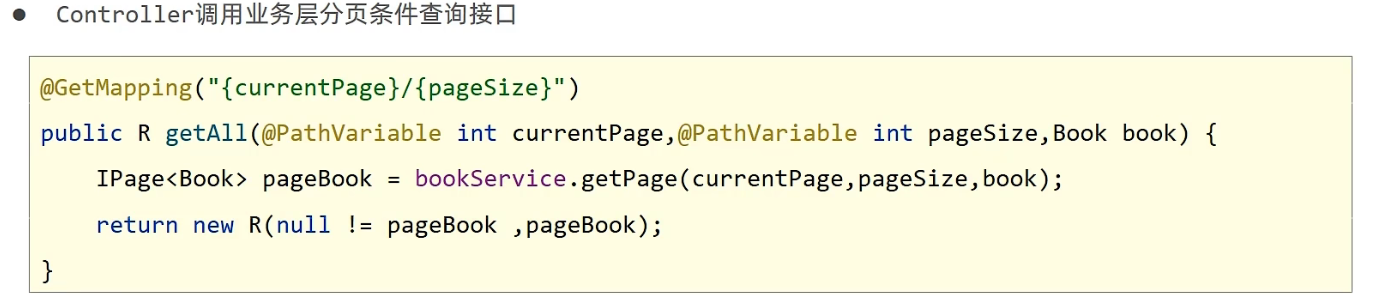 ● Controller调用业务层分页条件查询接口
@GetMapping("{currentPage}/{pageSize}")
public R getAll(@PathVariable int currentPage,@PathVariable int pageSize,Book book) {
    IPage<Book> pageBook = bookService.getPage(currentPage,pageSize,book);
    return new R(null != pageBook ,pageBook);
}